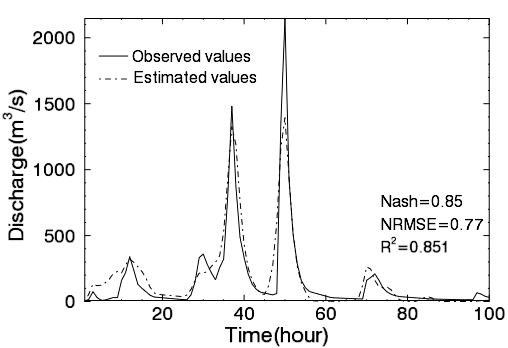 2000
1500
1000
500
0
Discharge(m³/s)
Observed values
Estimated values
Nash=0.85
NRMSE=0.77
R²=0.851
20 40 60 80 100
Time(hour)